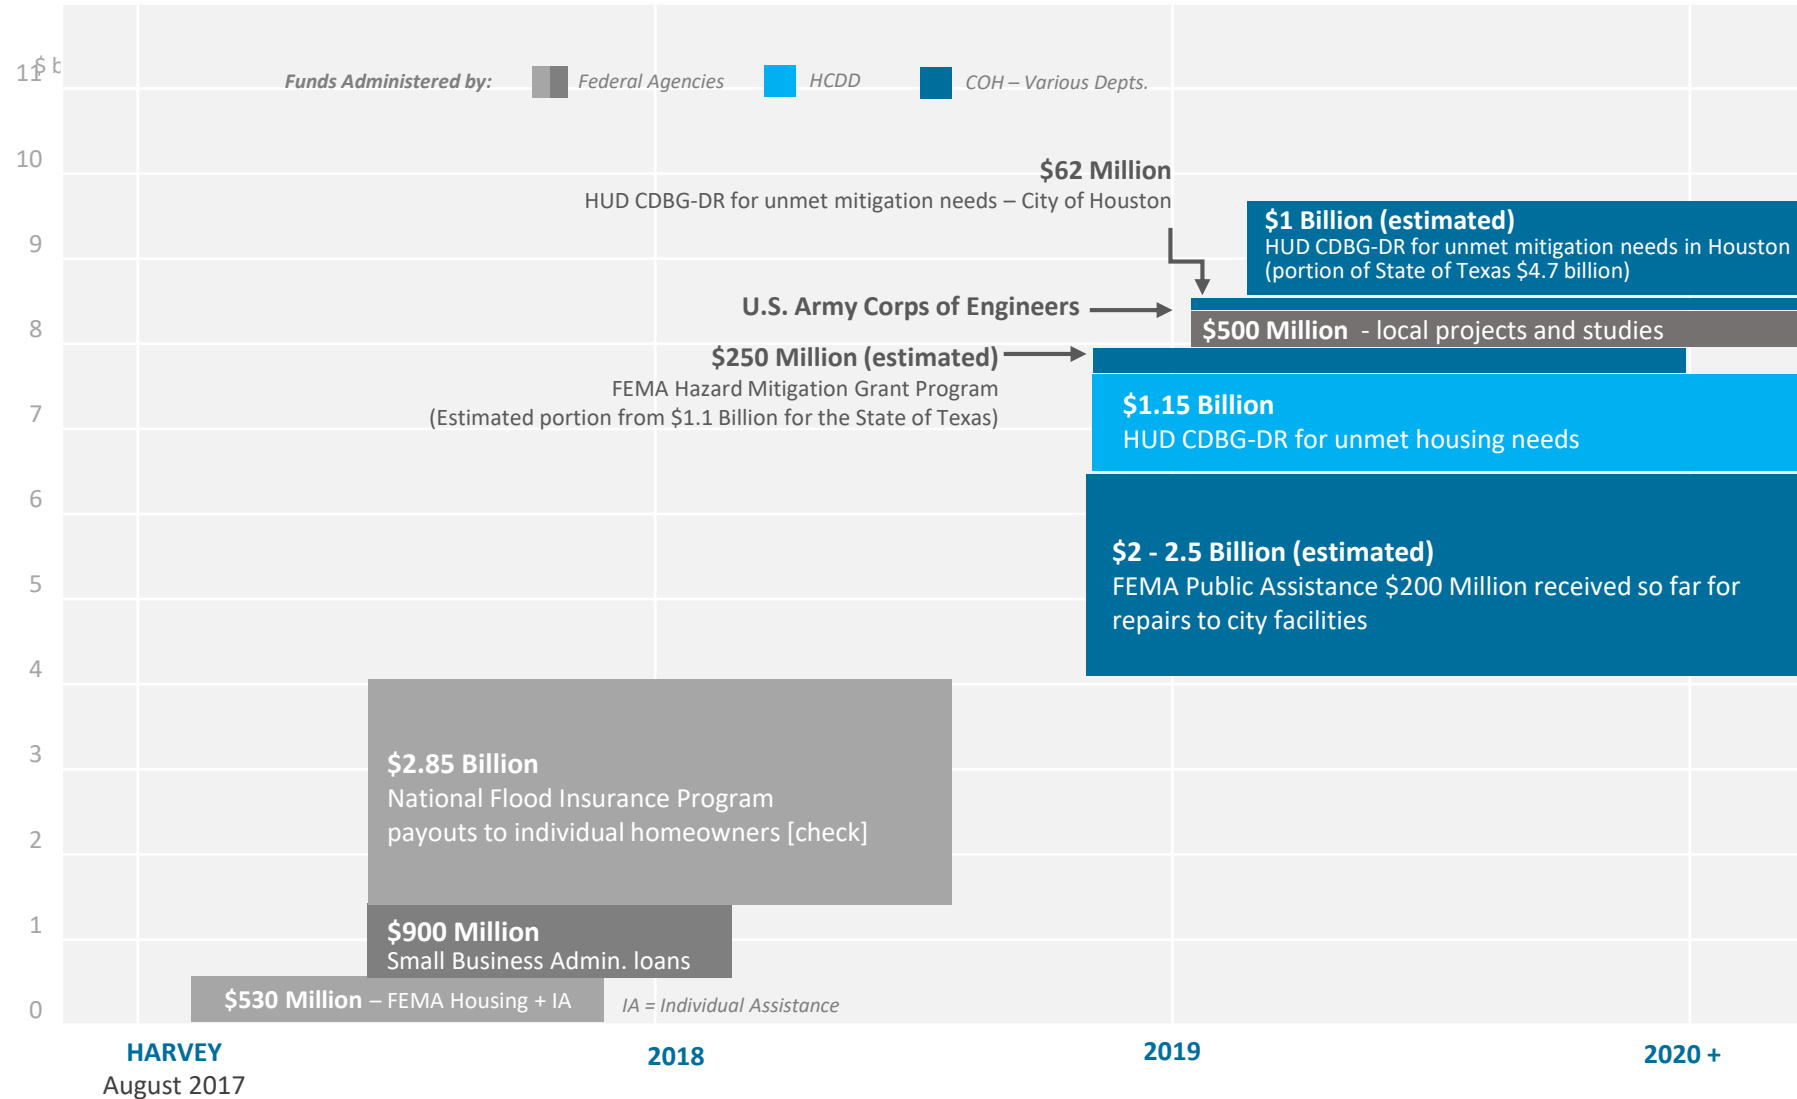 $ b
11
10
9
8
7
6
5
4
3
2
1
0
Funds Administered by:
Federal Agencies
HCDD
COH – Various Depts.
$62 Million
HUD CDBG-DR for unmet mitigation needs – City of Houston
$1 Billion (estimated)
HUD CDBG-DR for unmet mitigation needs in Houston
(portion of State of Texas $4.7 billion)
U.S. Army Corps of Engineers
$500 Million - local projects and studies
$250 Million (estimated)
FEMA Hazard Mitigation Grant Program
(Estimated portion from $1.1 Billion for the State of Texas)
$1.15 Billion
HUD CDBG-DR for unmet housing needs
$2 - 2.5 Billion (estimated)
FEMA Public Assistance $200 Million received so far for
repairs to city facilities
$2.85 Billion
National Flood Insurance Program
payouts to individual homeowners [check]
$900 Million
Small Business Admin. loans
$530 Million – FEMA Housing + IA
IA = Individual Assistance
HARVEY
August 2017
2018
2019
2020 +